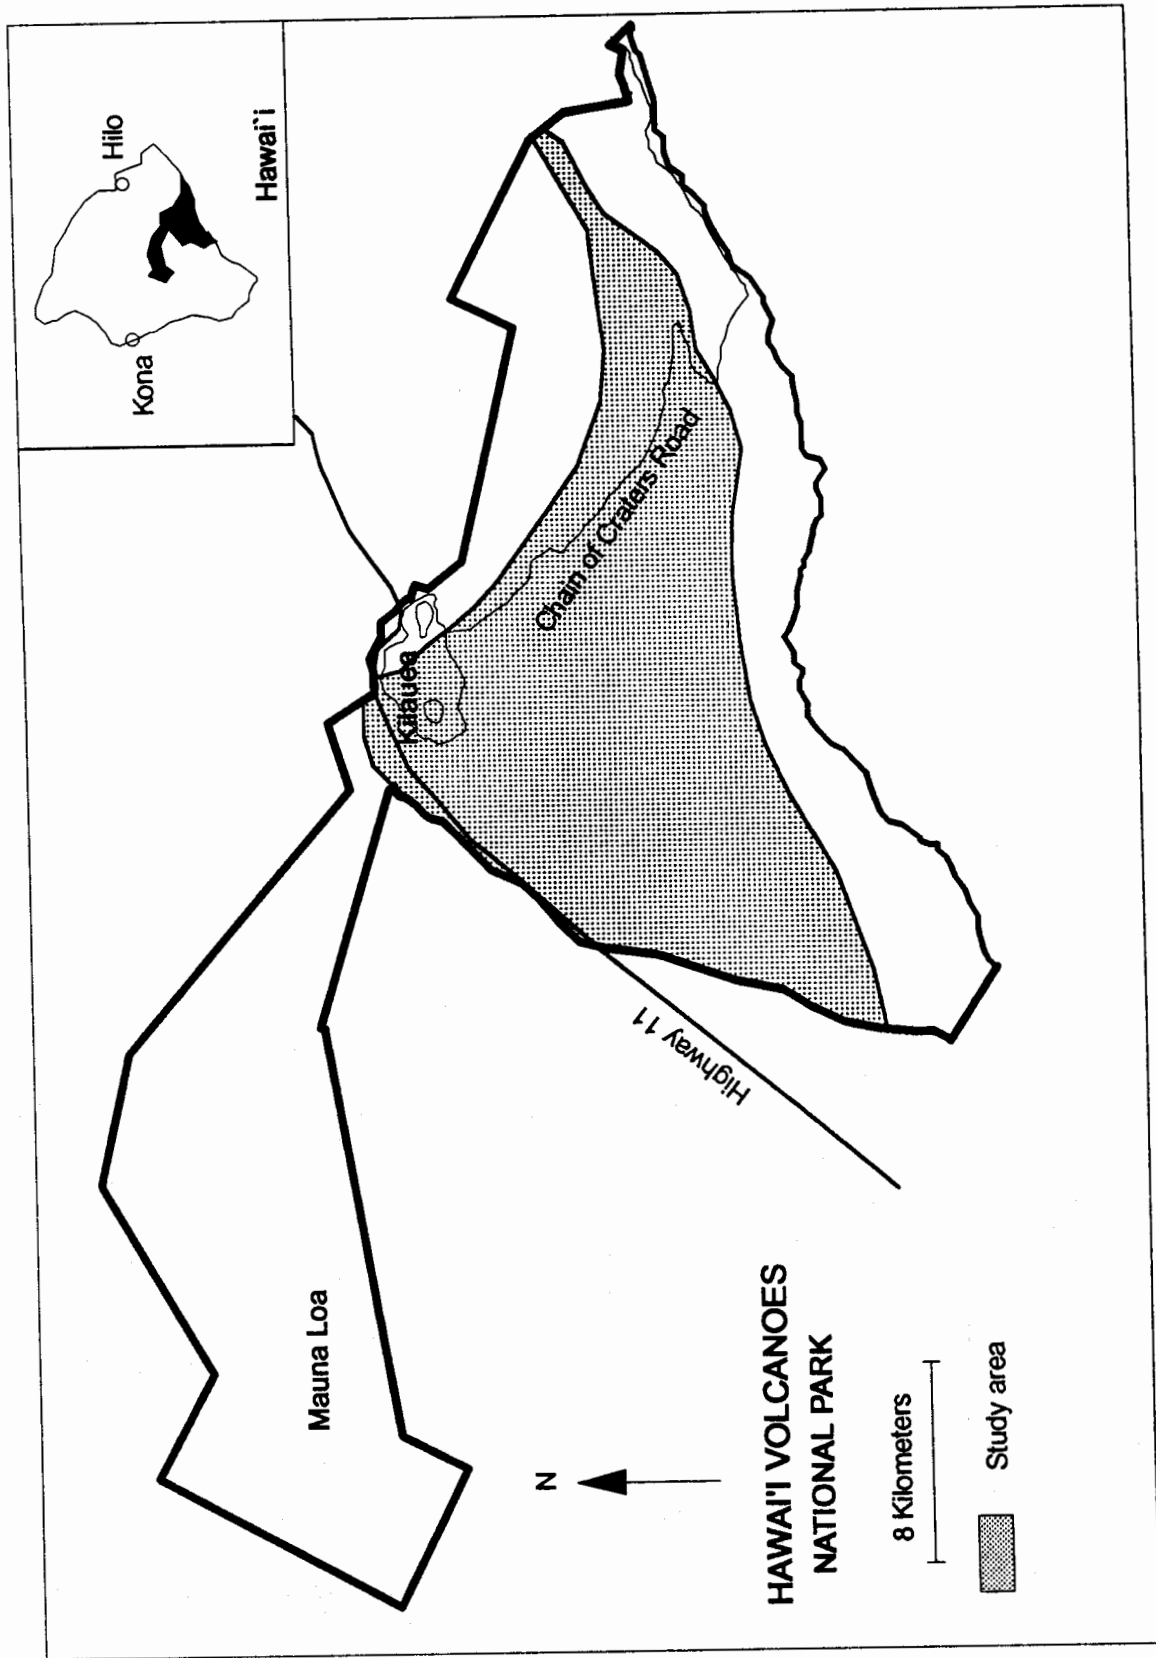 Hilo
Kona
Hawai`i
Kilauea
Chain of Craters Road
Mauna Loa
Highway 11
N
HAWAI'I VOLCANOES
NATIONAL PARK
8 Kilometers
Study area